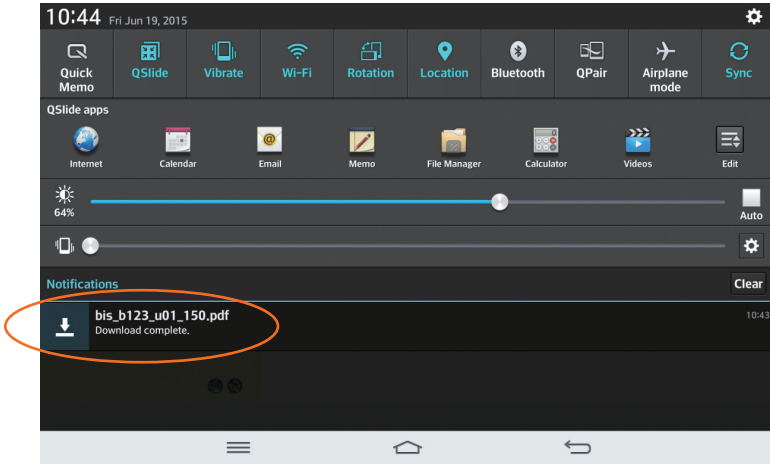 10:44 Fri Jun 19, 2015
Quick Memo
QSlide
Vibrate
Wi-Fi
Rotation
Location
Bluetooth
QPair
Airplane mode
Sync
QSlide apps
Internet
Calendar
Email
Memo
File Manager
Calculator
Videos
Edit
64%
Auto
Notifications
Clear
bis_b123_u01_150.pdf
10:43
Download complete.